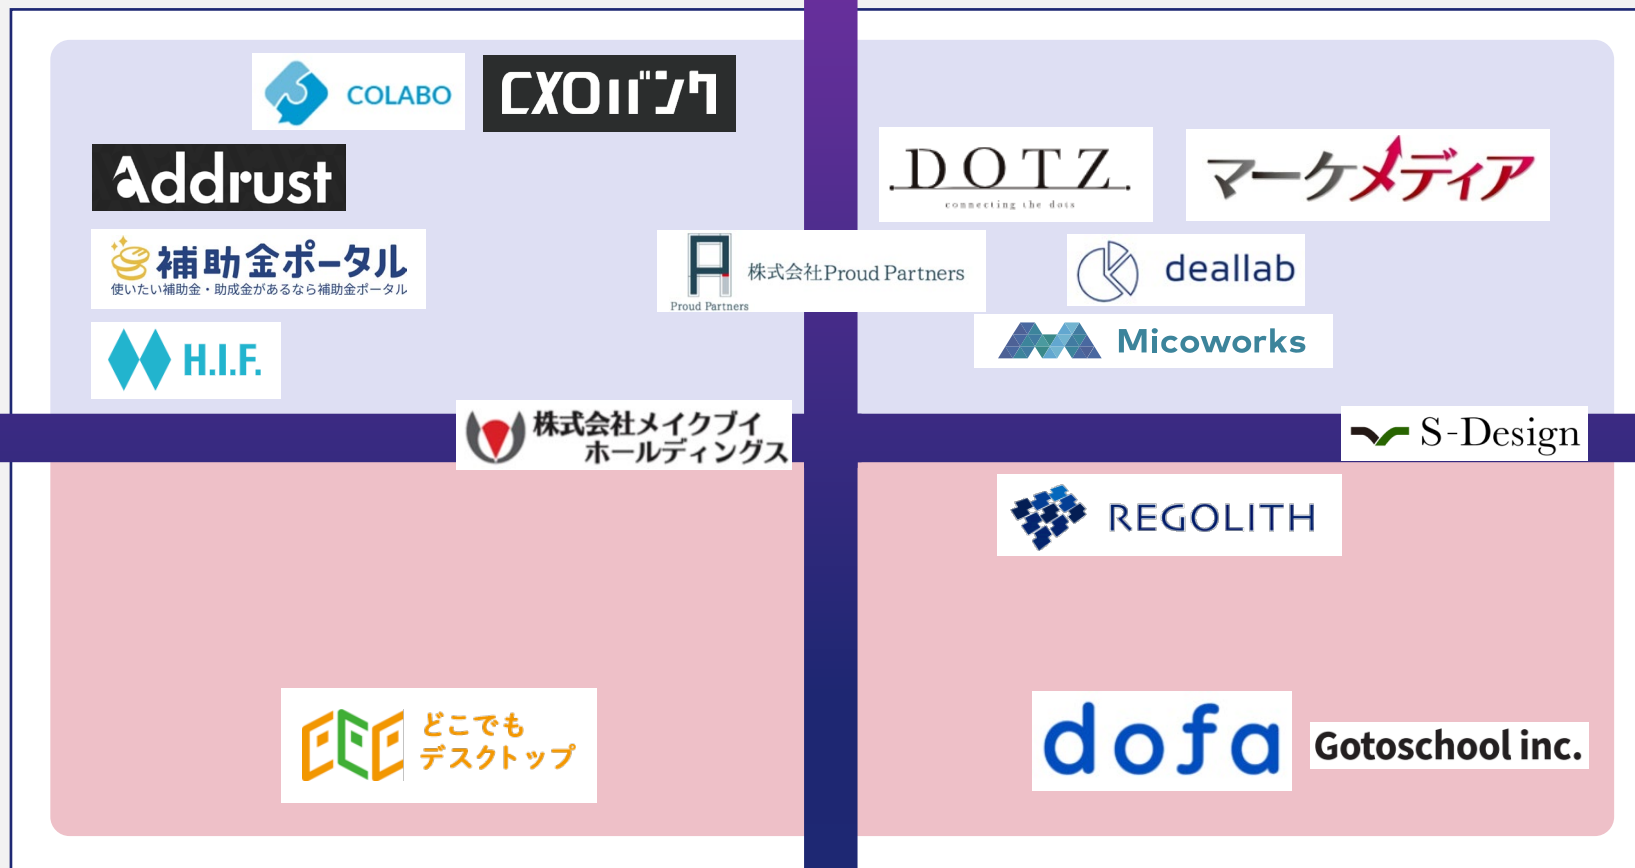 COLABO
CXOバンク
Addrust
補助金ポータル
使いたい補助金・助成金があるなら補助金ポータル
H.I.F.
株式会社Proud Partners
Proud Partners
DOTZ.
connecting the dots
マーケメディア
deallab
Micoworks
株式会社メイクブイ
ホールディングス
S-Design
REGOLITH
どこでも
デスクトップ
dofa
Gotoschool inc.